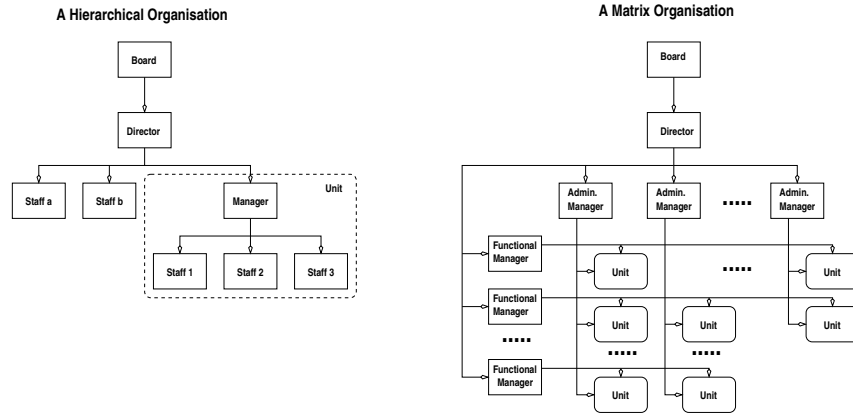 A Hierarchical Organisation
Board
Director
Staff a
Staff b
Unit
Manager
Staff 1
Staff 2
Staff 3
A Matrix Organisation
Board
Director
Admin.
Manager
Admin.
Manager
.....
Admin.
Manager
Functional
Manager
Unit
.....
Unit
Functional
Manager
Unit
Unit
Unit
.....
.....
.....
Functional
Manager
Unit
Unit